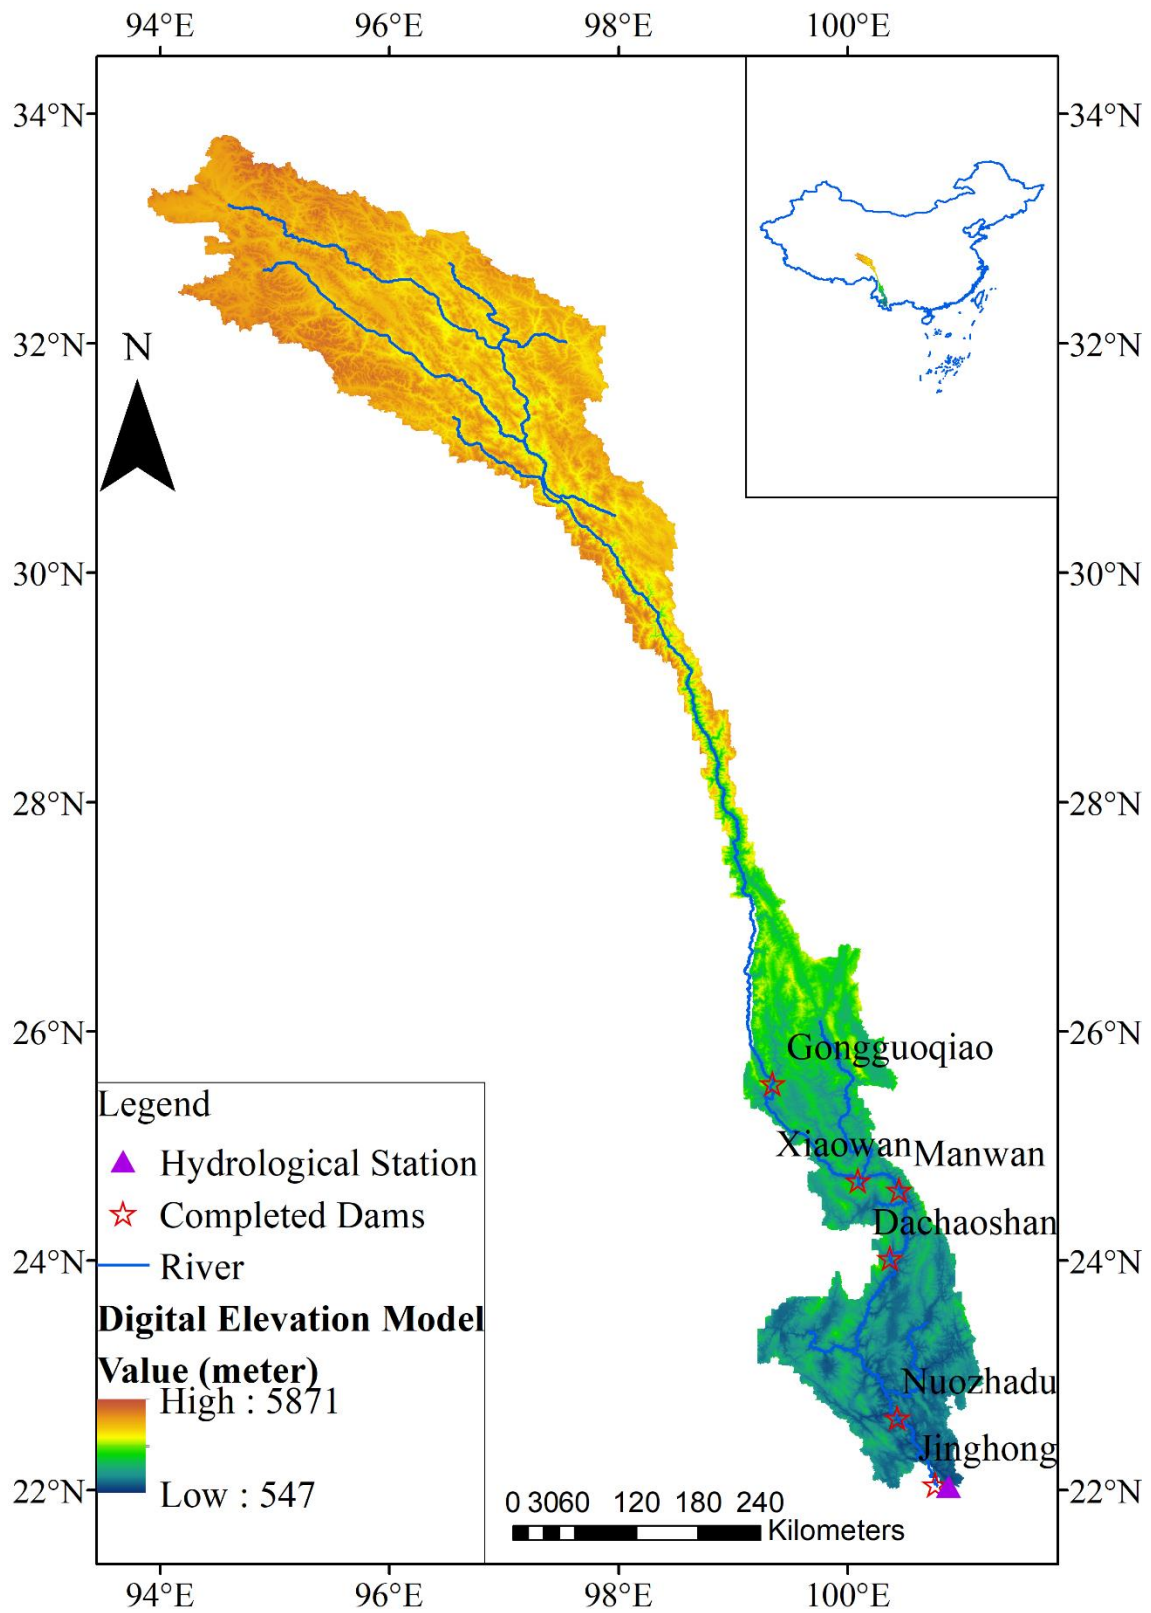 94°E 96°E 98°E 100°E
34°N 34°N
32°N 32°N
N
30°N 30°N
28°N 28°N
26°N 26°N
Gongguoqiao
Xiaowan Manwan
Dachaoshan
24°N 24°N
Nuozhadu
Jinghong
22°N 22°N
Legend
Hydrological Station
Completed Dams
River
Digital Elevation Model
Value (meter)
High : 5871
Low : 547
0 30 60 120 180 240
Kilometers
94°E 96°E 98°E 100°E